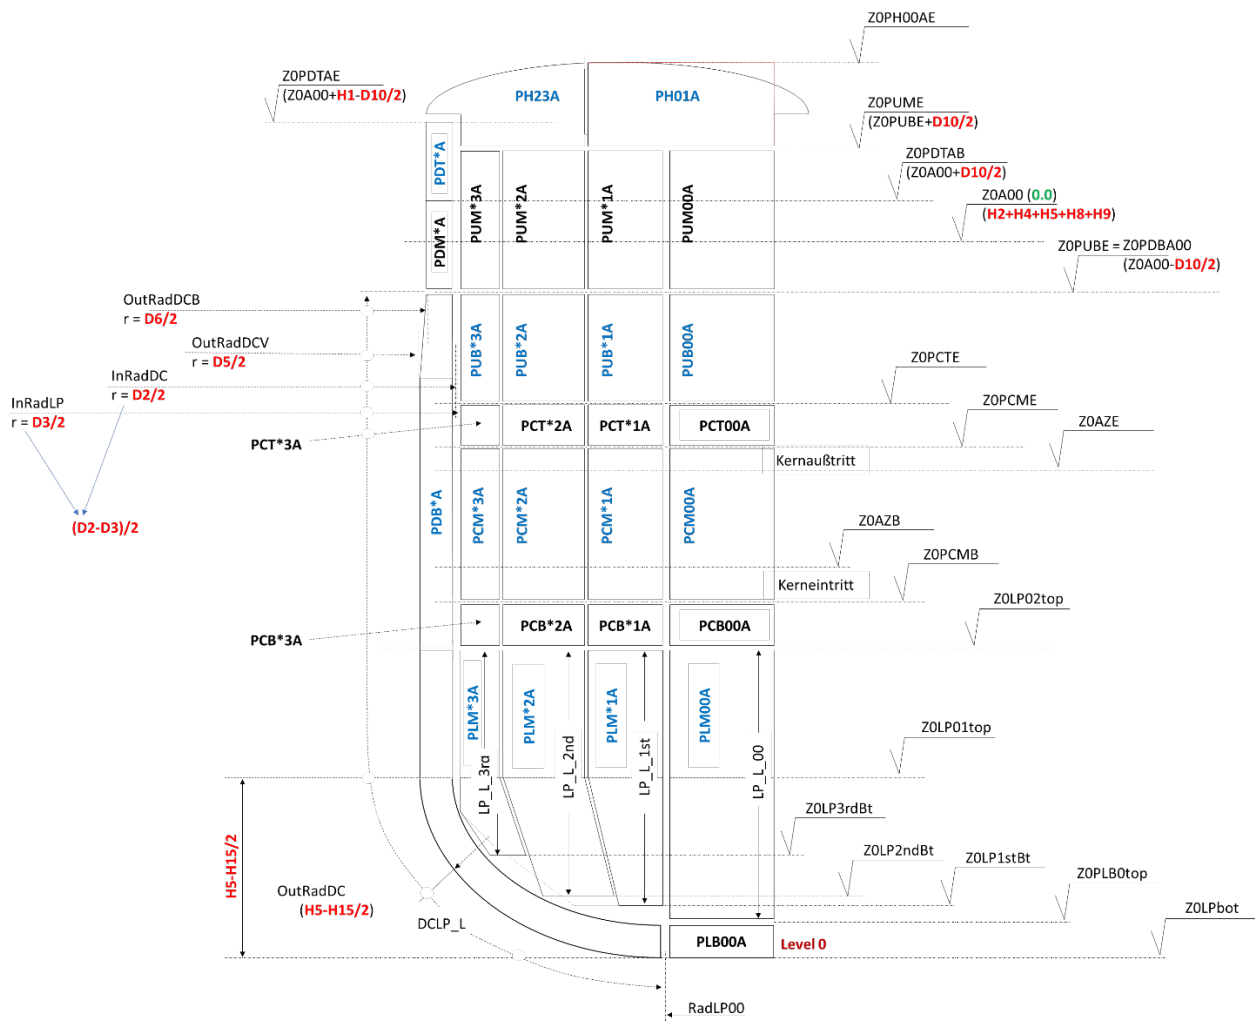 Z0PH00AE
Z0PDTAE
(Z0A00+H1-D10/2)
PH23A
PH01A
Z0PUME
(Z0PUBE+D10/2)
Z0PDTAB
(Z0A00+D10/2)
Z0A00 (0.0)
(H2+H4+H5+H8+H9)
Z0PUBE = Z0PDBA00
(Z0A00-D10/2)
PDT*A
PDM*A
PUM*3A
PUM*2A
PUM*1A
PUM00A
OutRadDCB
r = D6/2
OutRadDCV
r = D5/2
InRadDC
r = D2/2
InRadLP
r = D3/2
(D2-D3)/2
PUB*3A
PUB*2A
PUB*1A
PUB00A
Z0PCTE
Z0PCME
Z0AZE
PCT*3A
PCT*2A
PCT*1A
PCT00A
Kernaußtritt
PDB*A
PCM*3A
PCM*2A
PCM*1A
PCM00A
Z0AZB
Z0PCMB
Kerneintritt
Z0LP02top
PCB*3A
PCB*2A
PCB*1A
PCB00A
PLM*3A
PLM*2A
PLM*1A
PLM00A
LP_L_3rd
LP_L_2nd
LP_L_1st
LP_L_00
Z0LP01top
Z0LP3rdBt
Z0LP2ndBt
Z0LP1stBt
Z0PLB0top
Z0LPbot
H5-H15/2
OutRadDC
(H5-H15/2)
DCLP_L
PLB00A
Level 0
RadLP00